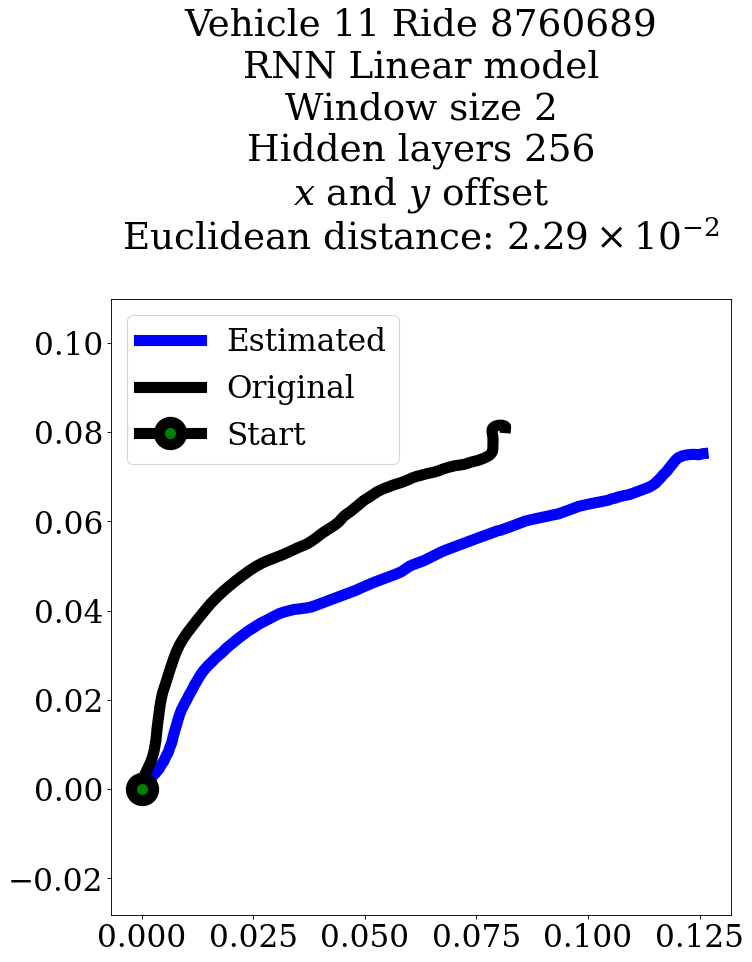 Vehicle 11 Ride 8760689
RNN Linear model
Window size 2
Hidden layers 256
x and y offset
Euclidean distance: 2.29 × 10⁻²
Estimated
Original
Start
0.10
0.08
0.06
0.04
0.02
0.00
−0.02
0.000 0.025 0.050 0.075 0.100 0.125